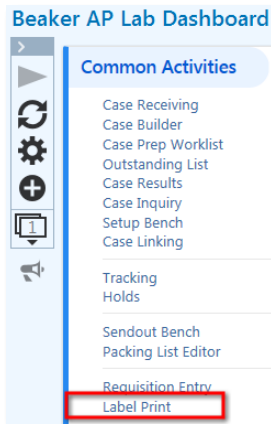 Beaker AP Lab Dashboard
Common Activities
Case Receiving
Case Builder
Case Prep Worklist
Outstanding List
Case Results
Case Inquiry
Setup Bench
Case Linking
1
Tracking
Holds
Sendout Bench
Packing List Editor
Requisition Entry
Label Print